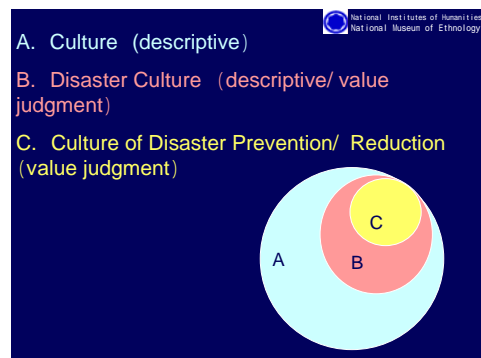 National Institutes of Humanities
National Museum of Ethnology
A. Culture (descriptive)
B. Disaster Culture (descriptive/ value
judgment)
C. Culture of Disaster Prevention/ Reduction
(value judgment)
C
A
B